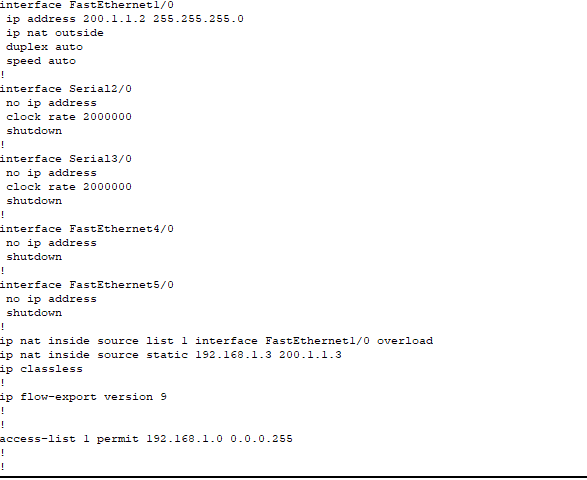 interface FastEthernet1/0
ip address 200.1.1.2 255.255.255.0
ip nat outside
duplex auto
speed auto
!
interface Serial2/0
no ip address
clock rate 2000000
shutdown
!
interface Serial3/0
no ip address
clock rate 2000000
shutdown
!
interface FastEthernet4/0
no ip address
shutdown
!
interface FastEthernet5/0
no ip address
shutdown
!
ip nat inside source list 1 interface FastEthernet1/0 overload
ip nat inside source static 192.168.1.3 200.1.1.3
ip classless
!
ip flow-export version 9
!
!
access-list 1 permit 192.168.1.0 0.0.0.255
!
!